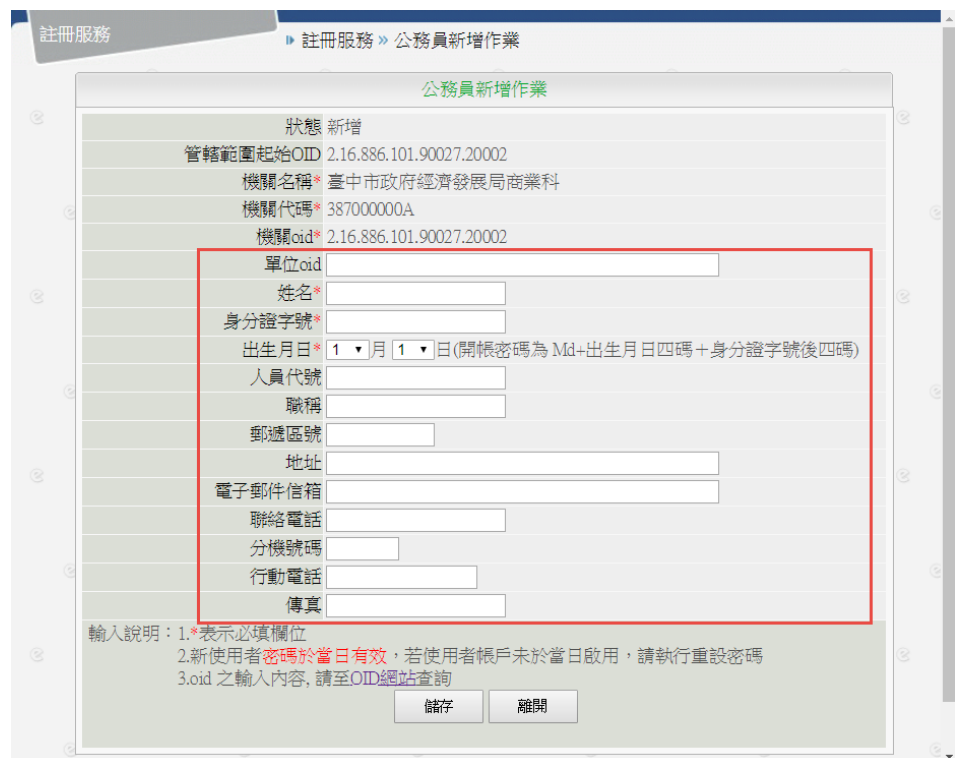 註冊服務
註冊服務 » 公務員新增作業
公務員新增作業
狀態 新增
管轄範圍起始OID 2.16.886.101.90027.20002
機關名稱* 臺中市政府經濟發展局商業科
機關代碼* 387000000A
機關oid* 2.16.886.101.90027.20002
單位oid
姓名*
身分證字號*
出生月日* 1 月 1 日(開帳密碼為 Md+出生月日四碼＋身分證字號後四碼)
人員代號
職稱
郵遞區號
地址
電子郵件信箱
聯絡電話
分機號碼
行動電話
傳真
輸入說明：1.*表示必填欄位
2.新使用者密碼於當日有效，若使用者帳戶未於當日啟用，請執行重設密碼
3.oid 之輸入內容, 請至OID網站查詢
儲存 離開